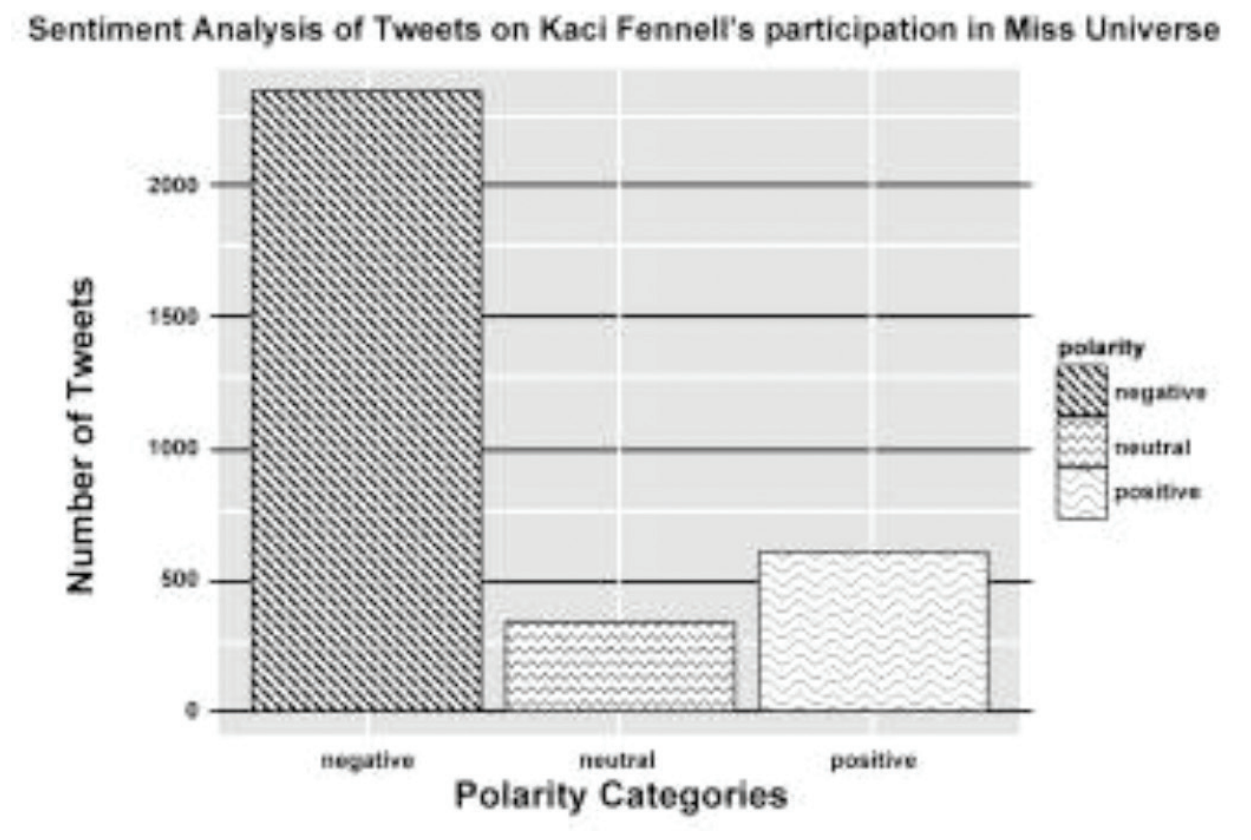 Sentiment Analysis of Tweets on Kaci Fennell's participation in Miss Universe
Number of Tweets
2000
1500
1000
500
0
negative
neutral
positive
Polarity Categories
polarity
negative
neutral
positive